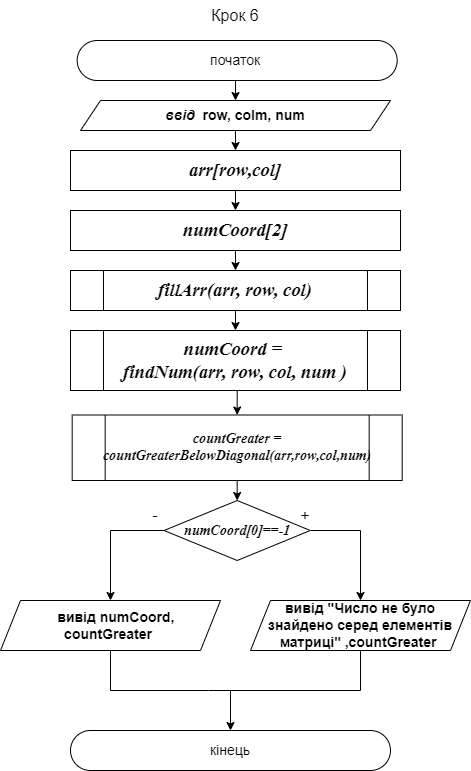 Крок 6
початок
ввід row, colm, num
arr[row,col]
numCoord[2]
fillArr(arr, row, col)
numCoord =
findNum(arr, row, col, num )
countGreater =
countGreaterBelowDiagonal(arr,row,col,num)
numCoord[0]==-1
-
+
вивід numCoord,
countGreater
вивід "Число не було
знайдено серед елементів
матриці" ,countGreater
кінець